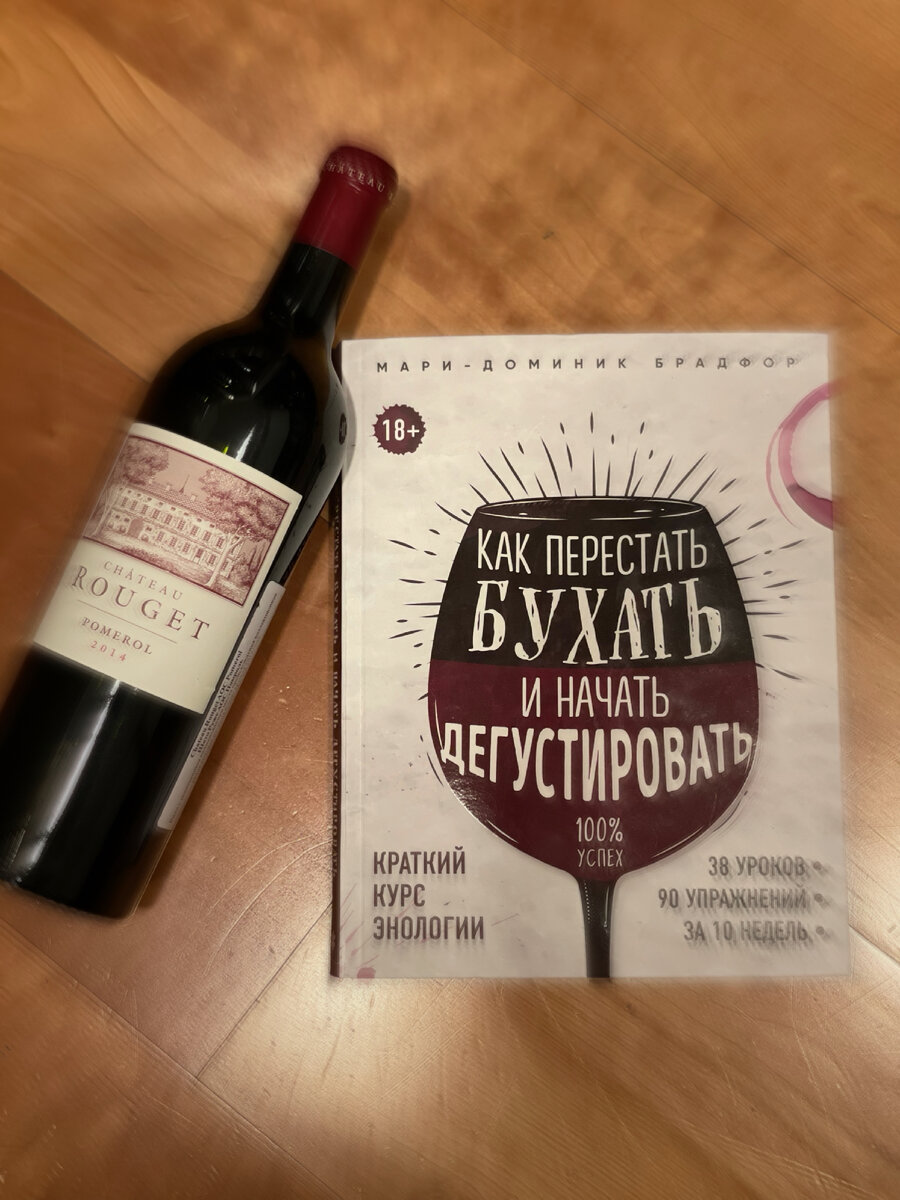 CHÂTEAU
CHÂTEAU
ROUGET
POMEROL
2014
МАРИ-ДОМИНИК БРАДФОР
18+
КАК ПЕРЕСТАТЬ
БУХАТЬ
И НАЧАТЬ
ДЕГУСТИРОВАТЬ
100%
УСПЕХ
КРАТКИЙ
КУРС
ЭНОЛОГИИ
38 УРОКОВ •
90 УПРАЖНЕНИЙ •
ЗА 10 НЕДЕЛЬ •